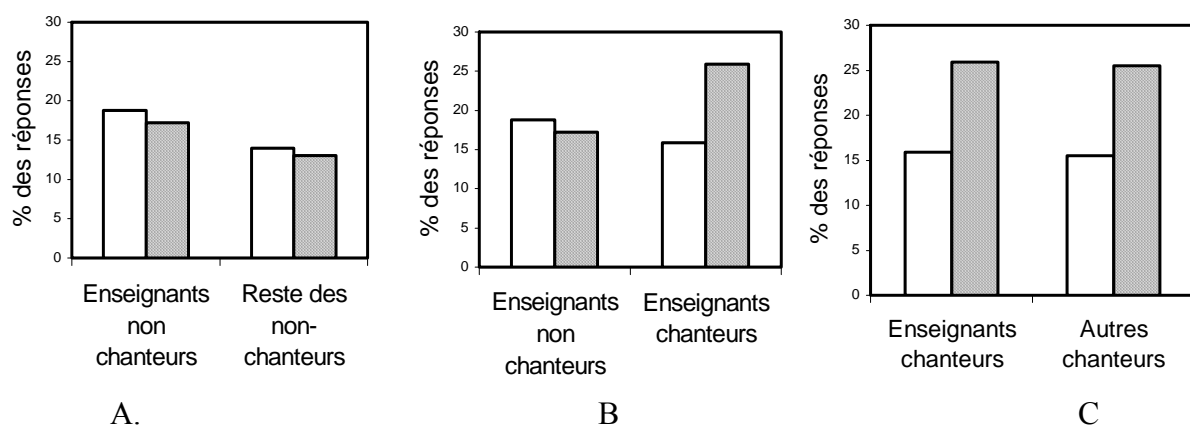 % des réponses
30
25
20
15
10
5
0
Enseignants
non
chanteurs
Reste des
non-
chanteurs
A.
% des réponses
30
25
20
15
10
5
0
Enseignants
non
chanteurs
Enseignants
chanteurs
B
% des réponses
30
25
20
15
10
5
0
Enseignants
chanteurs
Autres
chanteurs
C